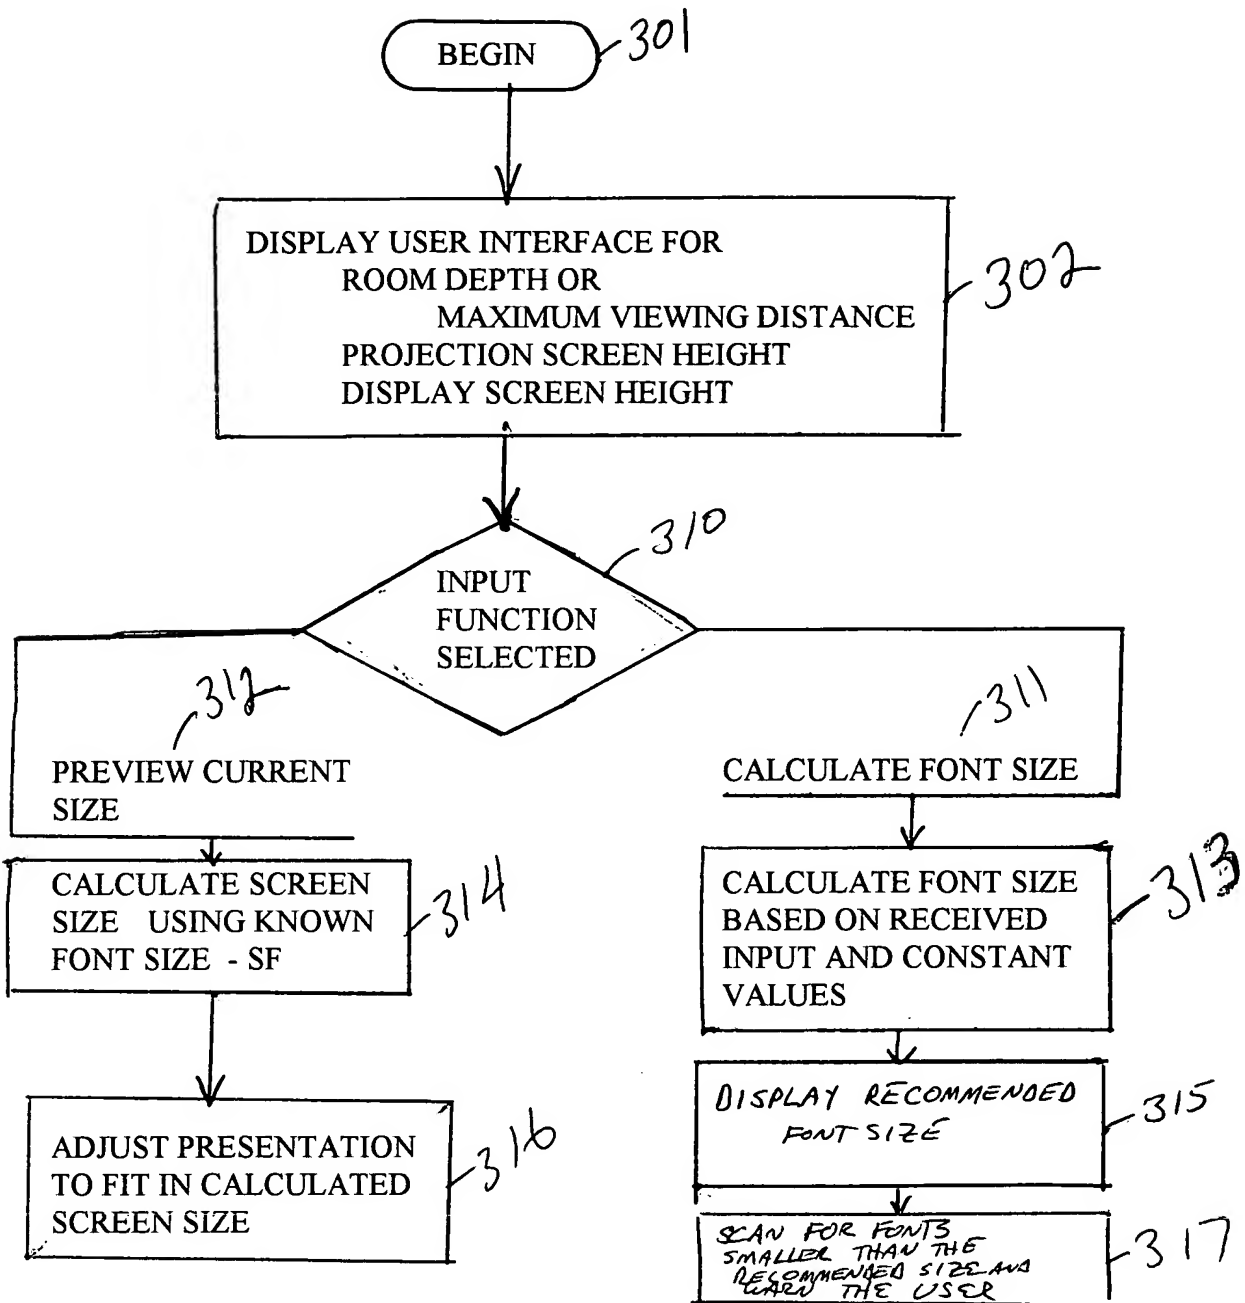 BEGIN
301
DISPLAY USER INTERFACE FOR
ROOM DEPTH OR
MAXIMUM VIEWING DISTANCE
PROJECTION SCREEN HEIGHT
DISPLAY SCREEN HEIGHT
302
INPUT
FUNCTION
SELECTED
310
312
PREVIEW CURRENT
SIZE
311
CALCULATE FONT SIZE
CALCULATE SCREEN
SIZE USING KNOWN
FONT SIZE - SF
314
CALCULATE FONT SIZE
BASED ON RECEIVED
INPUT AND CONSTANT
VALUES
313
ADJUST PRESENTATION
TO FIT IN CALCULATED
SCREEN SIZE
316
DISPLAY RECOMMENDED
FONT SIZE
315
SCAN FOR FONTS
SMALLER THAN THE
RECOMMENDED SIZE AND
WARN THE USER
317